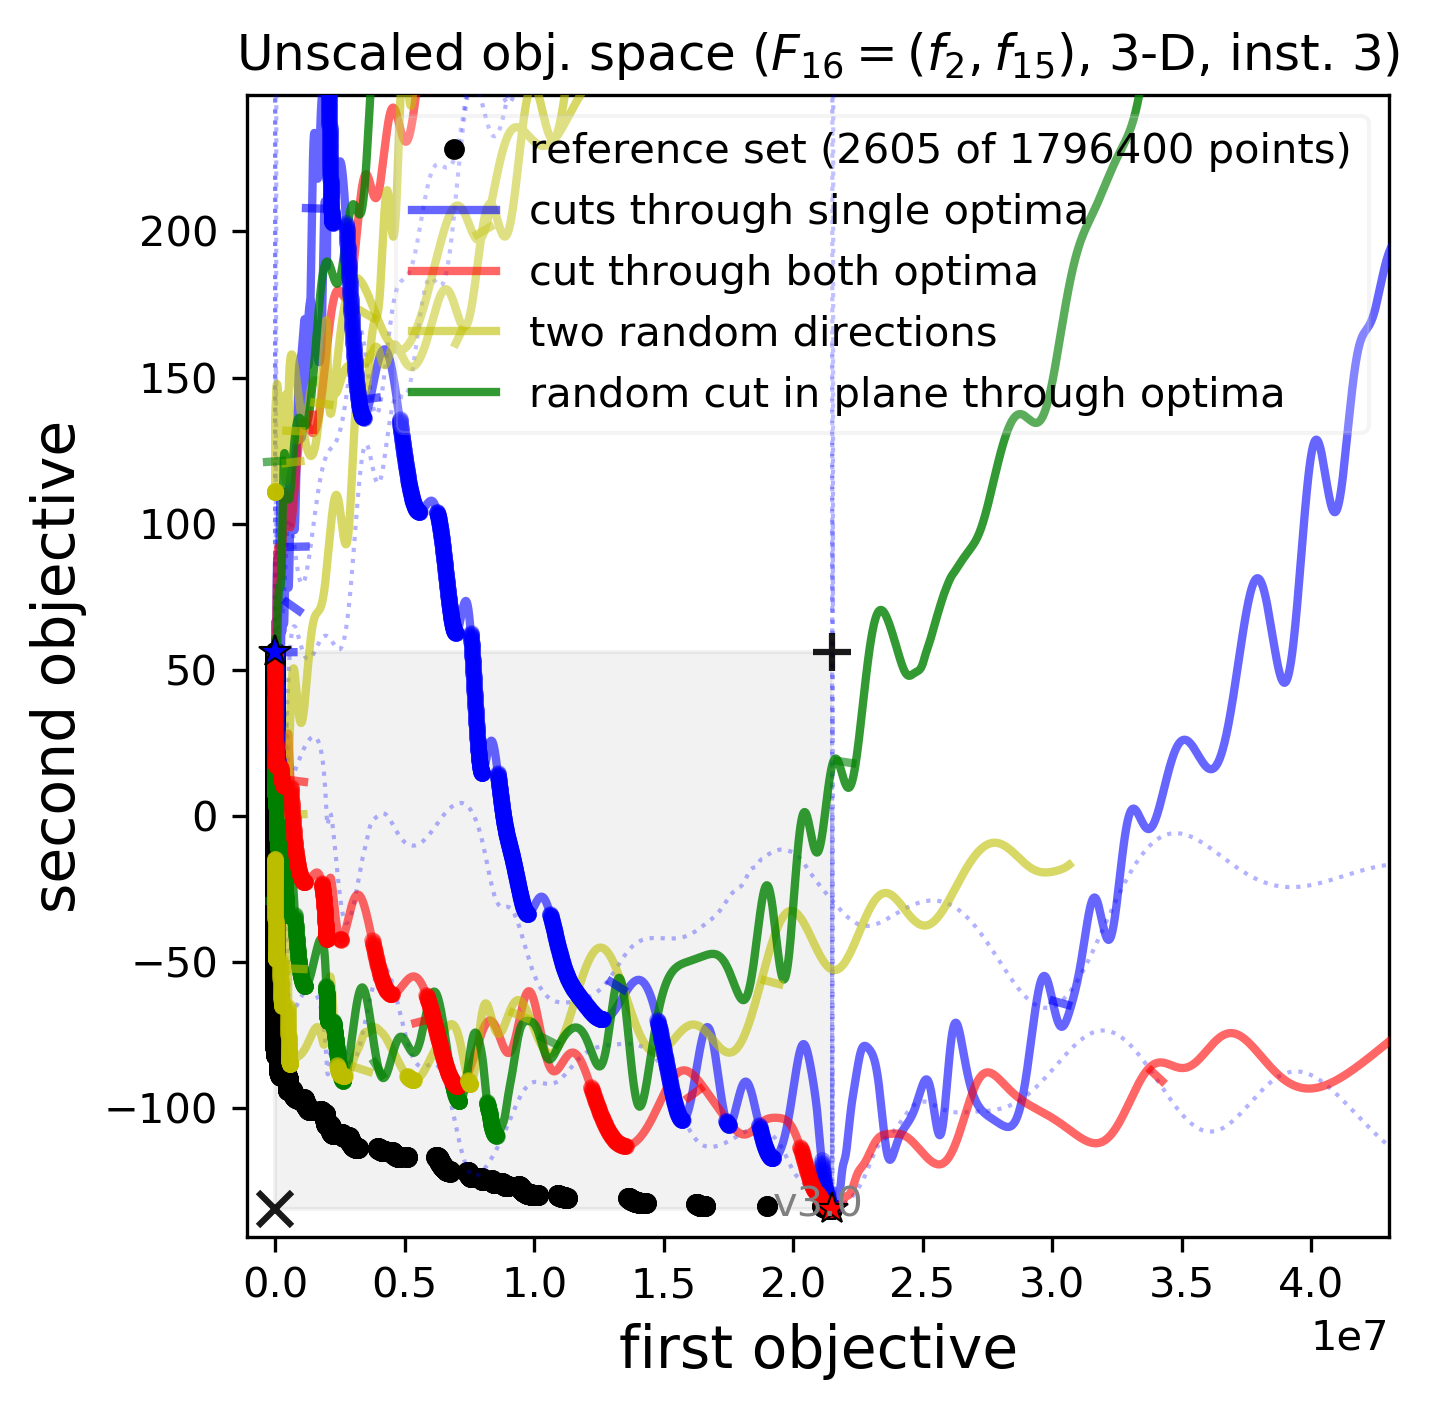 Unscaled obj. space (F₁₆ = (f₂, f₁₅), 3-D, inst. 3)
reference set (2605 of 1796400 points)
cuts through single optima
cut through both optima
two random directions
random cut in plane through optima
second objective
200
150
100
50
0
−50
−100
v3.0
0.0 0.5 1.0 1.5 2.0 2.5 3.0 3.5 4.0
1e7
first objective